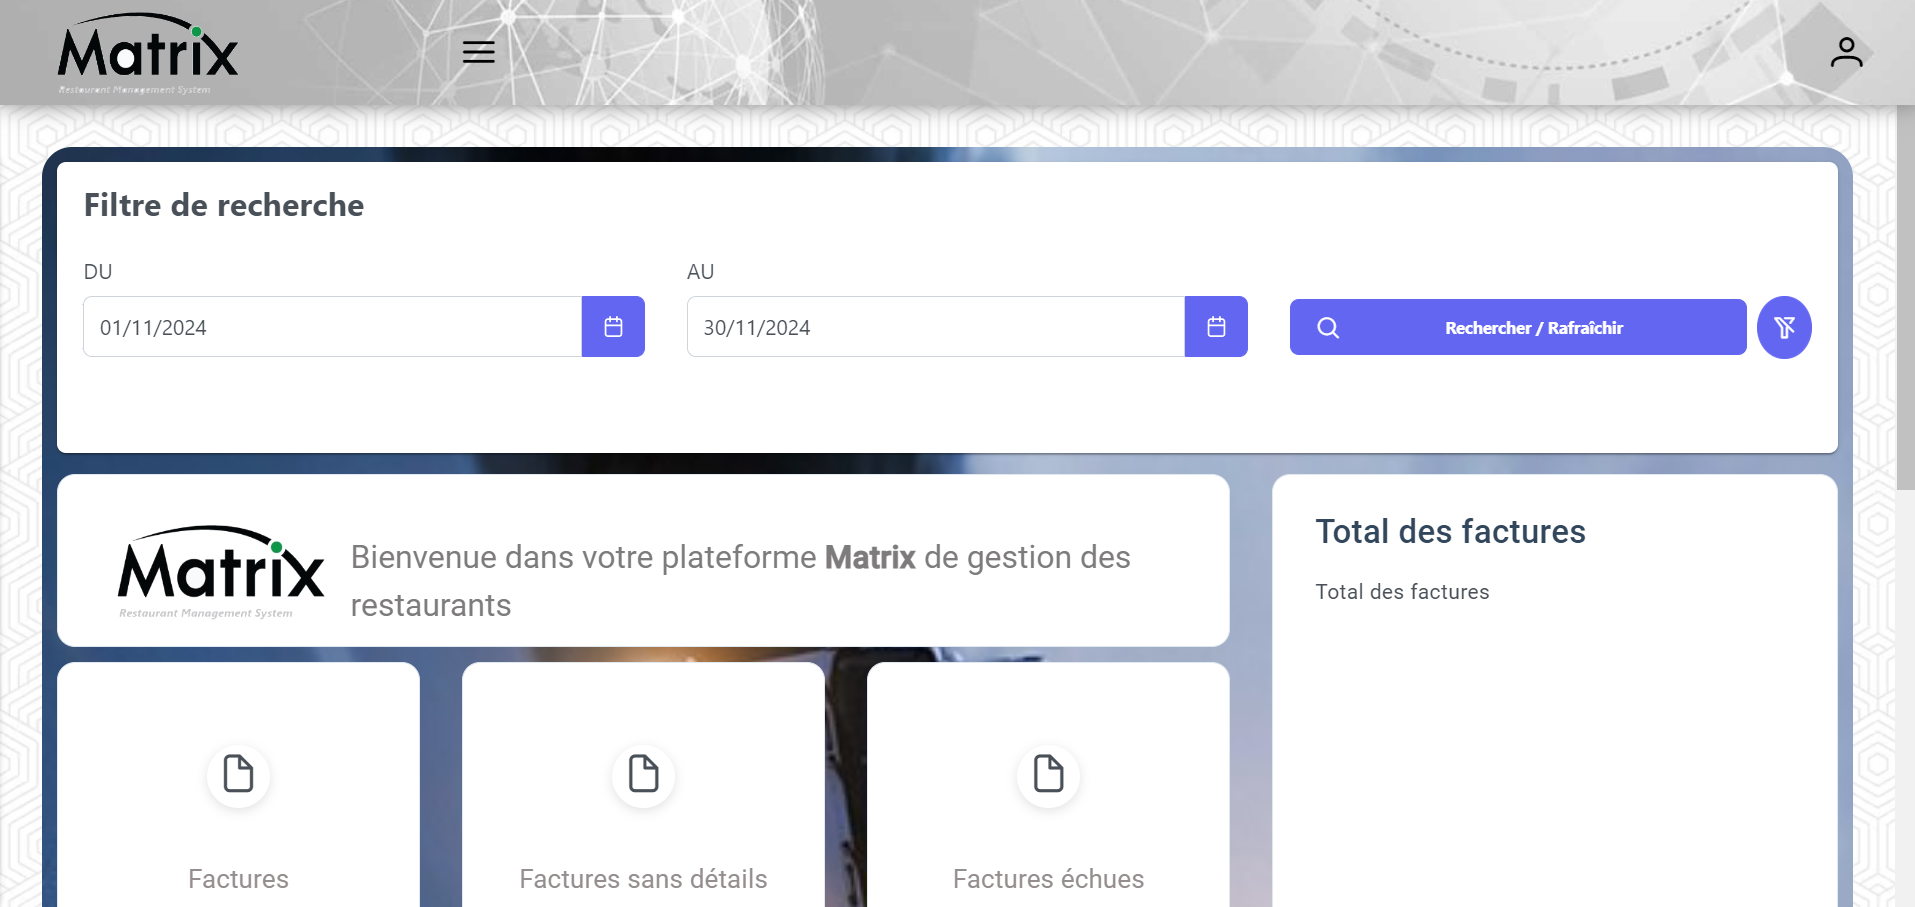 Matrix
Restaurant Management System
Filtre de recherche
DU
AU
01/11/2024
30/11/2024
Rechercher / Rafraîchir
Matrix
Restaurant Management System
Bienvenue dans votre plateforme Matrix de gestion des
restaurants
Total des factures
Total des factures
Factures
Factures sans détails
Factures échues